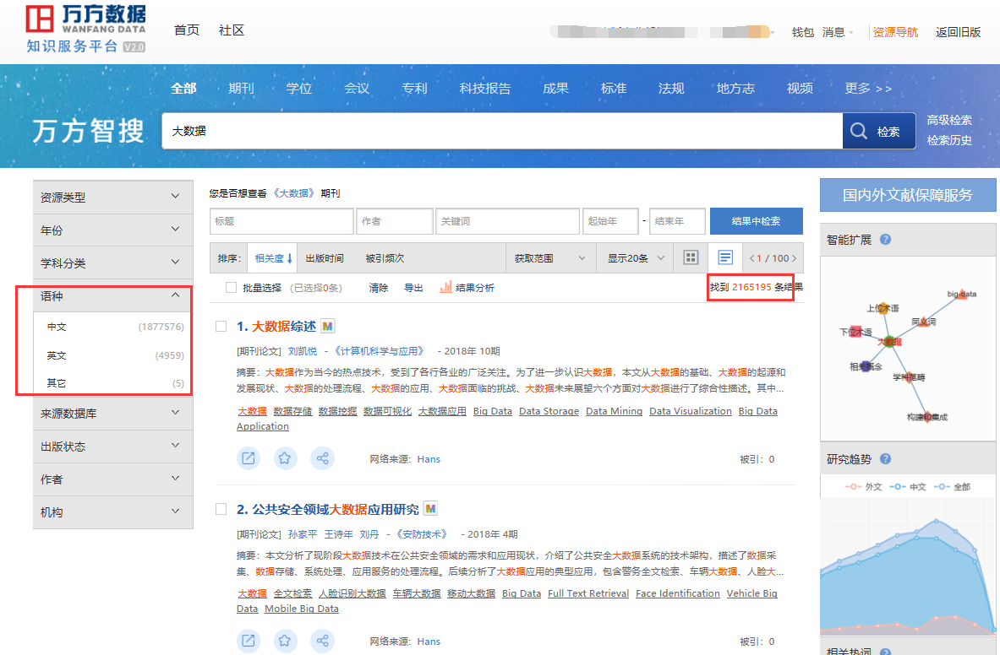 万方数据
WANFANG DATA
知识服务平台 V2.0
首页 社区
钱包 消息 资源导航 返回旧版
全部 期刊 学位 会议 专利 科技报告 成果 标准 法规 地方志 视频 更多 >>
万方智搜
大数据
检索
高级检索
检索历史
资源类型
年份
学科分类
语种
中文 (1877576)
英文 (4959)
其它 (5)
来源数据库
出版状态
作者
机构
您是否想查看《大数据》期刊
标题 作者 关键词 起始年 - 结束年 结果中检索
排序: 相关度 出版时间 被引频次 获取范围 显示20条 < 1 / 100 >
批量选择 (已选择0条) 清除 导出 结果分析 找到 2165195 条结果
1. 大数据综述 M
[期刊论文] 刘凯悦 - 《计算机科学与应用》 - 2018年 10期
摘要：大数据作为当今的热点技术，受到了各行各业的广泛关注。为了进一步认识大数据，本文从大数据的基础、大数据的起源和
发展现状、大数据的处理流程、大数据的应用、大数据面临的挑战、大数据未来展望六个方面对大数据进行了综合性描述。其中...
大数据 数据存储 数据挖掘 数据可视化 大数据应用 Big Data Data Storage Data Mining Data Visualization Big Data
Application
网络来源: Hans 被引: 0
2. 公共安全领域大数据应用研究 M
[期刊论文] 孙家平 王诗年 刘丹 - 《安防技术》 - 2018年 4期
摘要：本文分析了现阶段大数据技术在公共安全领域的需求和应用现状，介绍了公共安全大数据系统的技术架构，描述了数据采
集、数据存储、系统处理、应用服务的处理流程。后续分析了大数据应用的典型应用，包含警务全文检索、车辆大数据、人脸大...
大数据 全文检索 人脸识别大数据 车辆大数据 移动大数据 Big Data Full Text Retrieval Face Identification Vehicle Big
Data Mobile Big Data
网络来源: Hans 被引: 0
国内外文献保障服务
智能扩展 ?
big-data
上位术语
同义词
下位术语
大数据
相关概念
学科范畴
构建和集成
研究趋势 ?
外文 中文 全部
相关热词 ?